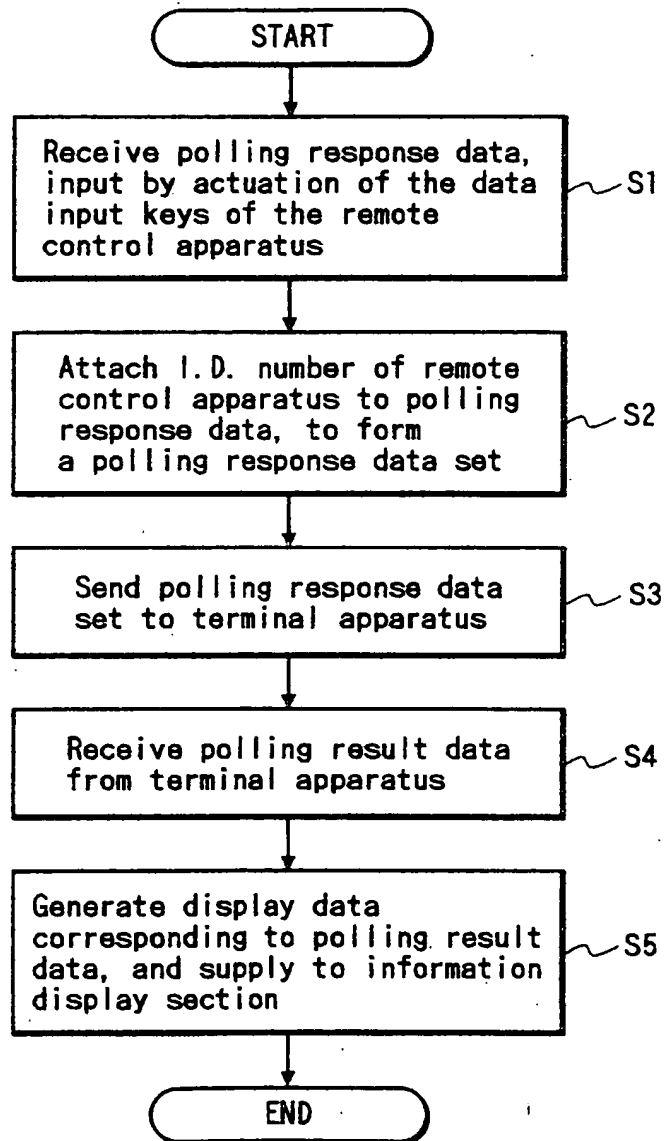 START
Receive polling response data,
input by actuation of the data
input keys of the remote
control apparatus
S1
Attach I.D. number of remote
control apparatus to polling
response data, to form
a polling response data set
S2
Send polling response data
set to terminal apparatus
S3
Receive polling result data
from terminal apparatus
S4
Generate display data
corresponding to polling result
data, and supply to information
display section
S5
END